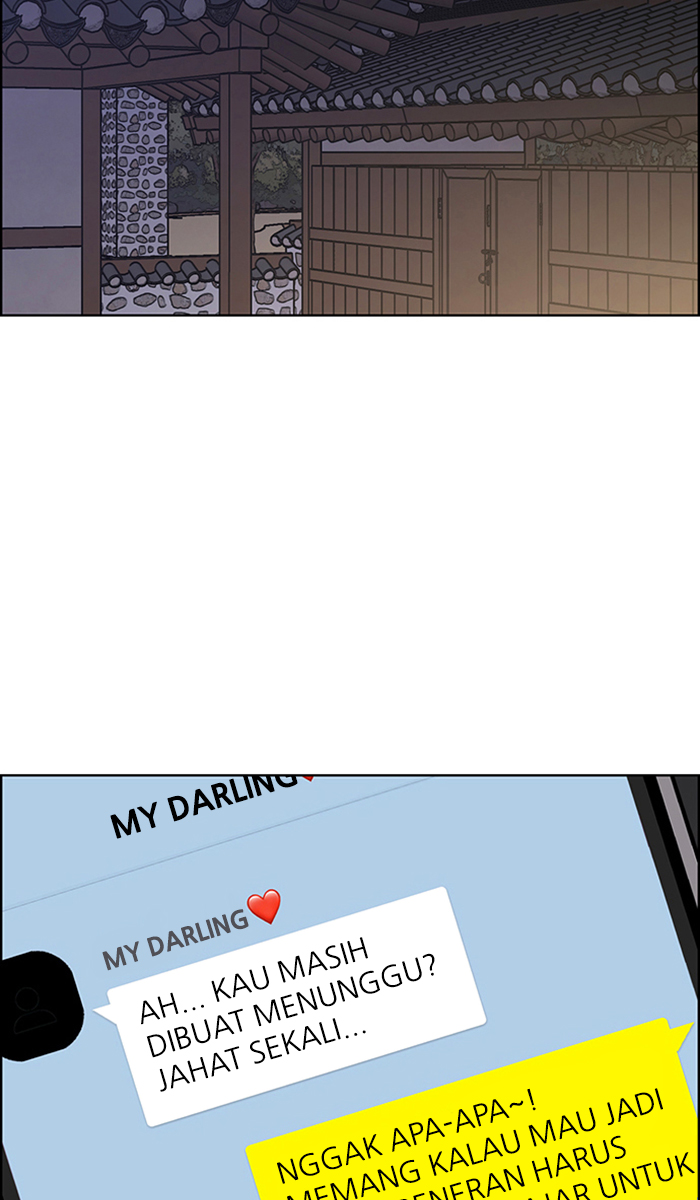 MY DARLING❤
MY DARLING❤
AH... KAU MASIH
DIBUAT MENUNGGU?
JAHAT SEKALI...
NGGAK APA-APA~!
MEMANG KALAU MAU JADI
HARUS
UNTUK